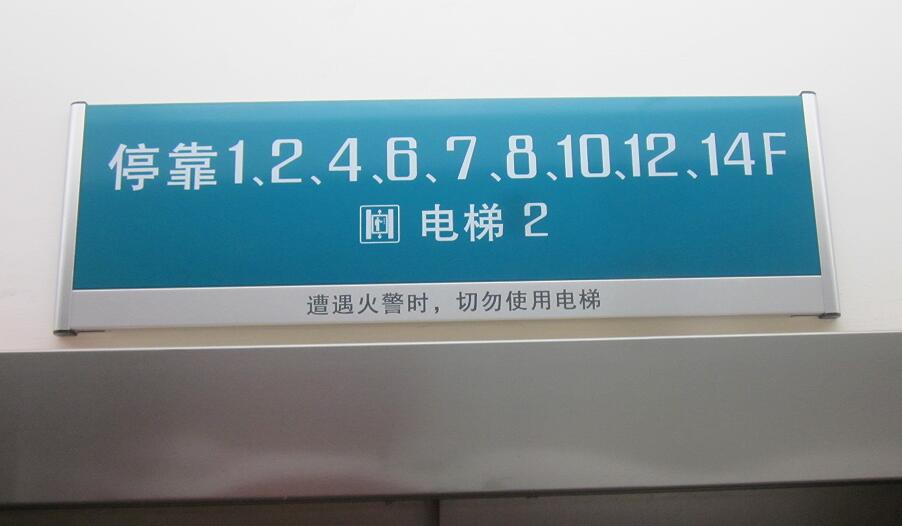 停靠1、2、4、6、7、8、10、12、14F
电梯 2
遭遇火警时，切勿使用电梯